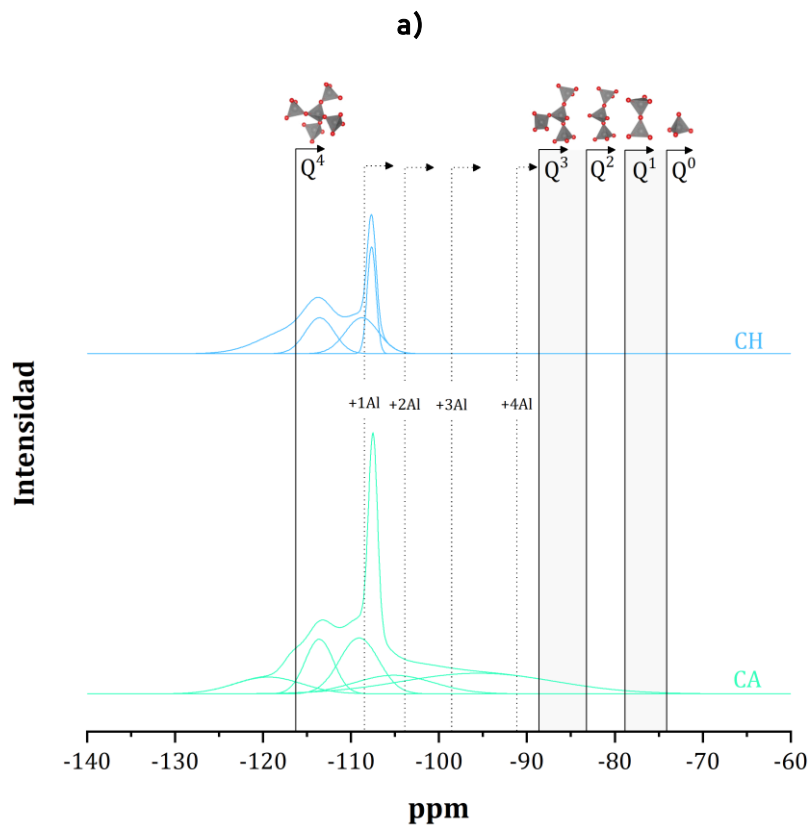 a)
Q⁴ Q³ Q² Q¹ Q⁰
CH
+1Al +2Al +3Al +4Al
Intensidad
CA
-140 -130 -120 -110 -100 -90 -80 -70 -60
ppm